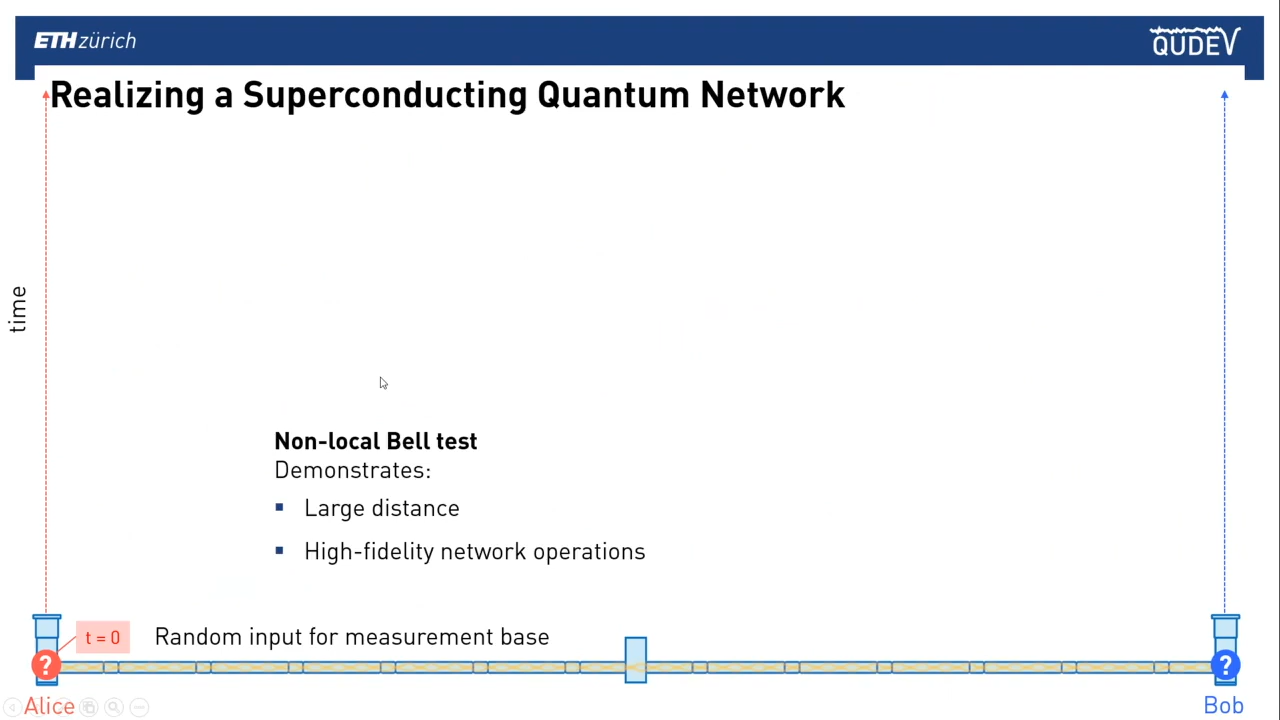 ETH zürich
QUDEV
Realizing a Superconducting Quantum Network
time
Non-local Bell test
Demonstrates:
▪ Large distance
▪ High-fidelity network operations
t = 0
Random input for measurement base
?
?
Alice
Bob